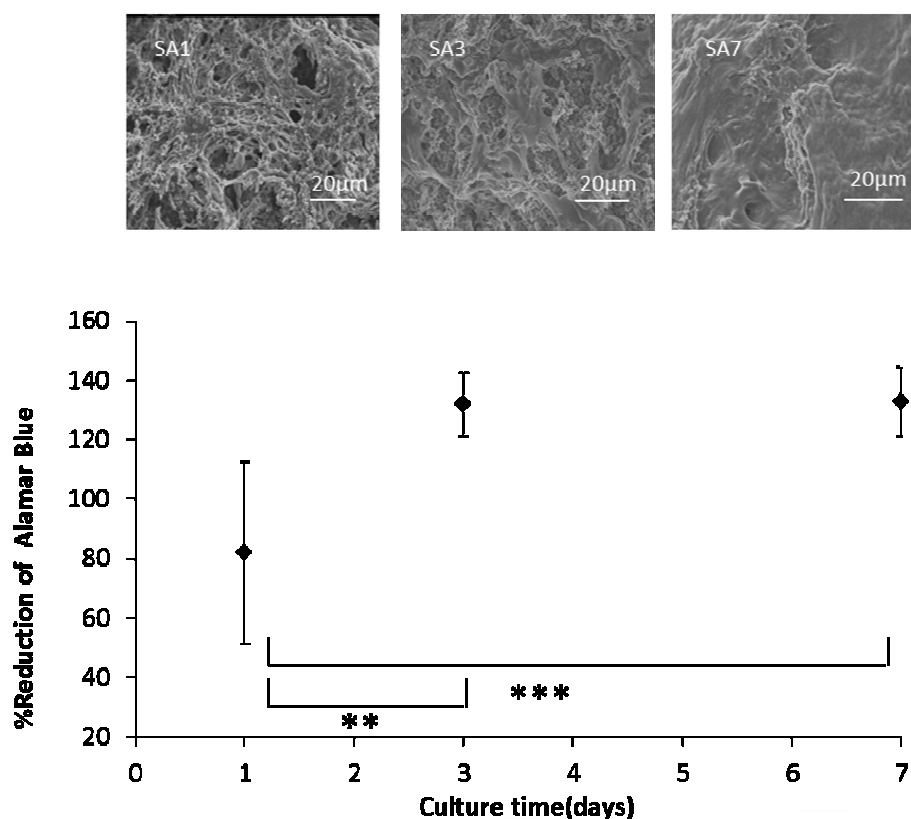 SA1
SA3
SA7
20μm
20μm
20μm
160
140
120
100
80
60
40
20
%Reduction of Alamar Blue
***
**
0 1 2 3 4 5 6 7
Culture time(days)